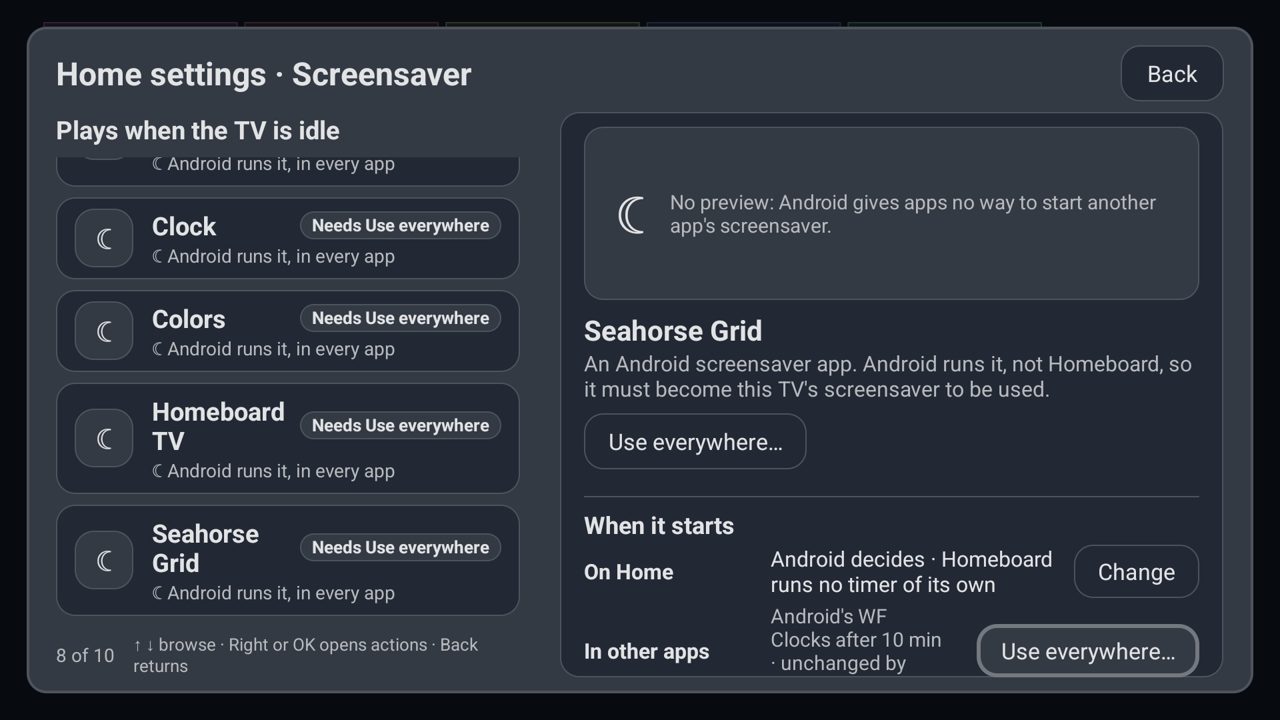 Home settings · Screensaver
Back
Plays when the TV is idle
☾ Android runs it, in every app
Clock
Needs Use everywhere
☾ Android runs it, in every app
Colors
Needs Use everywhere
☾ Android runs it, in every app
Homeboard
TV
Needs Use everywhere
☾ Android runs it, in every app
Seahorse
Grid
Needs Use everywhere
☾ Android runs it, in every app
8 of 10
↑ ↓ browse · Right or OK opens actions · Back
returns
No preview: Android gives apps no way to start another
app's screensaver.
Seahorse Grid
An Android screensaver app. Android runs it, not Homeboard, so
it must become this TV's screensaver to be used.
Use everywhere…
When it starts
On Home
Android decides · Homeboard
runs no timer of its own
Change
In other apps
Android's WF
Clocks after 10 min
· unchanged by
Use everywhere…